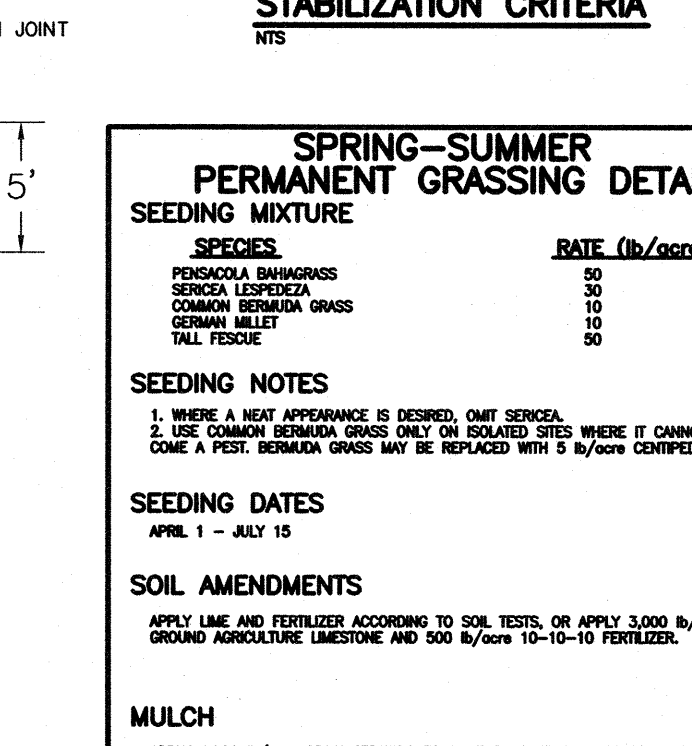 STABILIZATION CRITERIA
JOINT
NTS
5'
SPRING-SUMMER
PERMANENT GRASSING
SEEDING MIXTURE
SPECIES RATE
PENSACOLA BAHIAGRASS 50
SERICEA LESPEDEZA 30
COMMON BERMUDA GRASS 10
GERMAN MILLET 10
TALL FESCUE 50
SEEDING NOTES
1. WHERE A NEAT APPEARANCE IS DESIRED, OMIT SERICEA.
2. USE COMMON BERMUDA GRASS ONLY ON ISOLATED SITES WHERE IT
COME A PEST. BERMUDA GRASS MAY BE REPLACED WITH 5 lb/acre
SEEDING DATES
APRIL 1 - JULY 15
SOIL AMENDMENTS
APPLY LIME AND FERTILIZER ACCORDING TO SOIL TESTS, OR APPLY 3,000
GROUND AGRICULTURE LIMESTONE AND 500 lb/acre 10-10-10 FERTILIZER.
MULCH